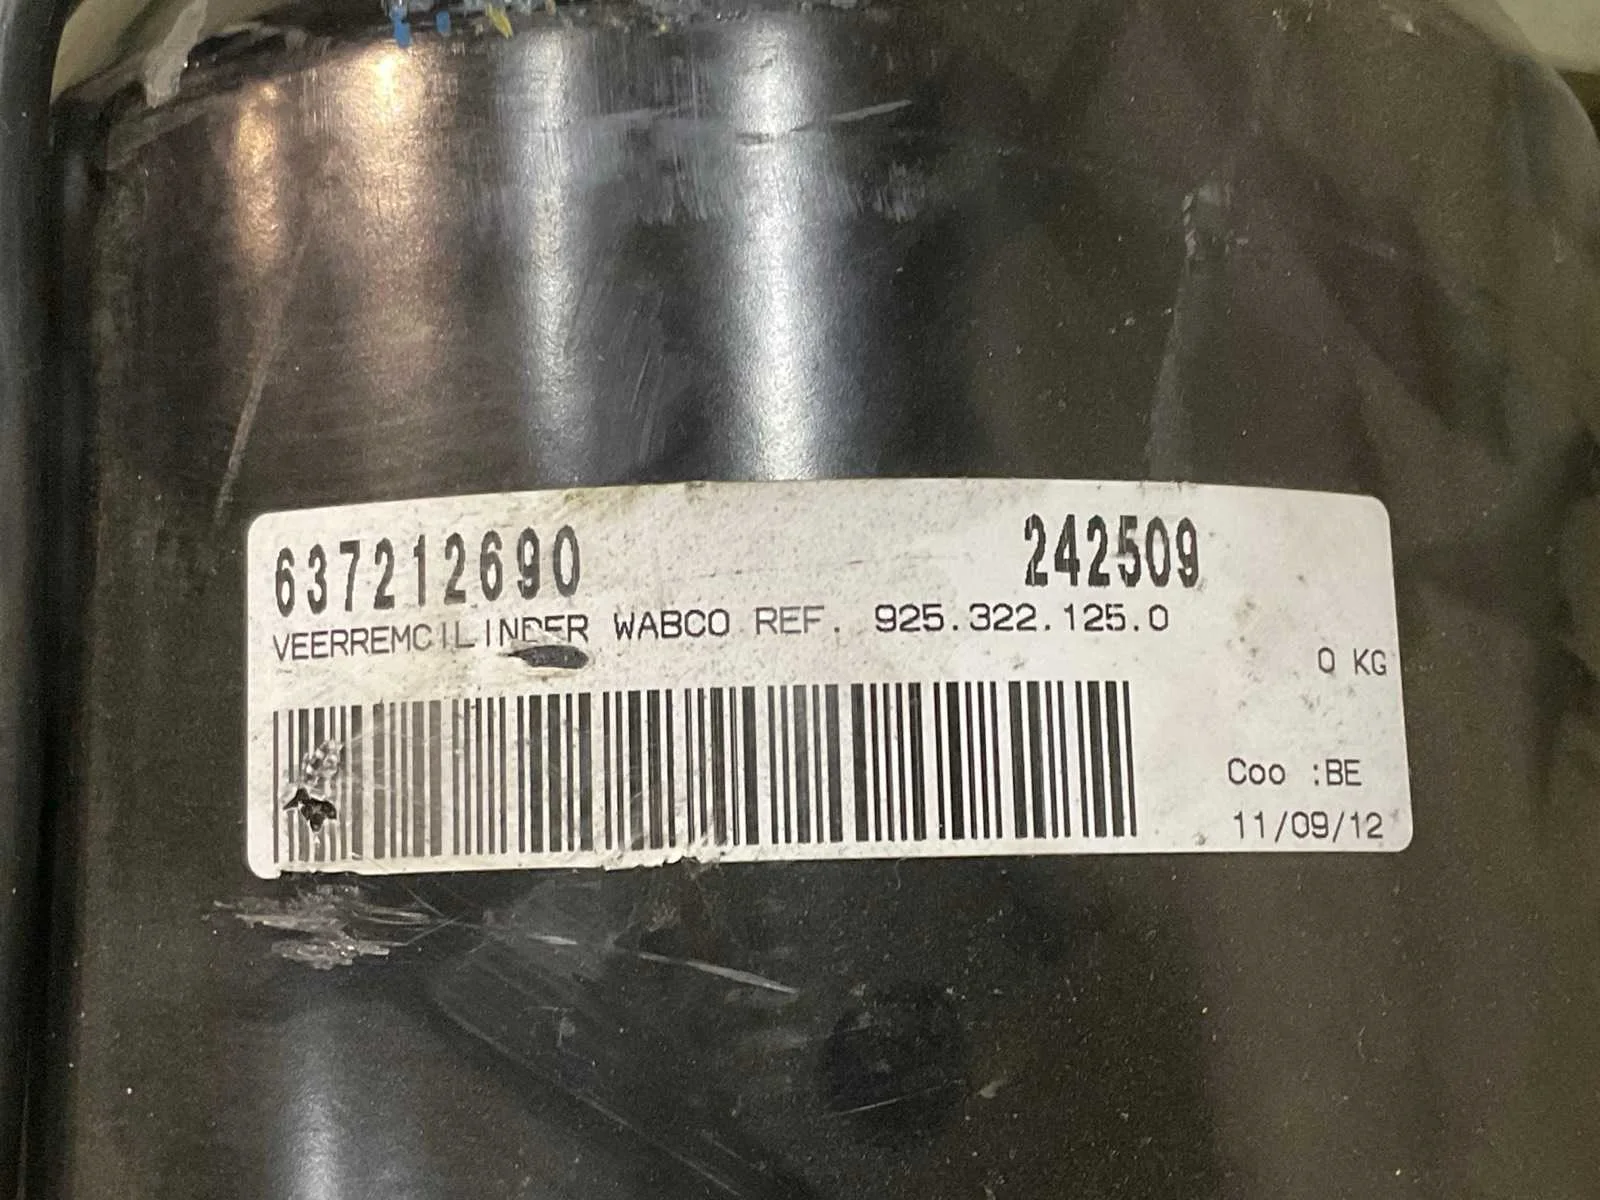 637212690 242509
VEERREMCILINDER WABCO REF. 925.322.125.0
0 KG
Coo :BE
11/09/12